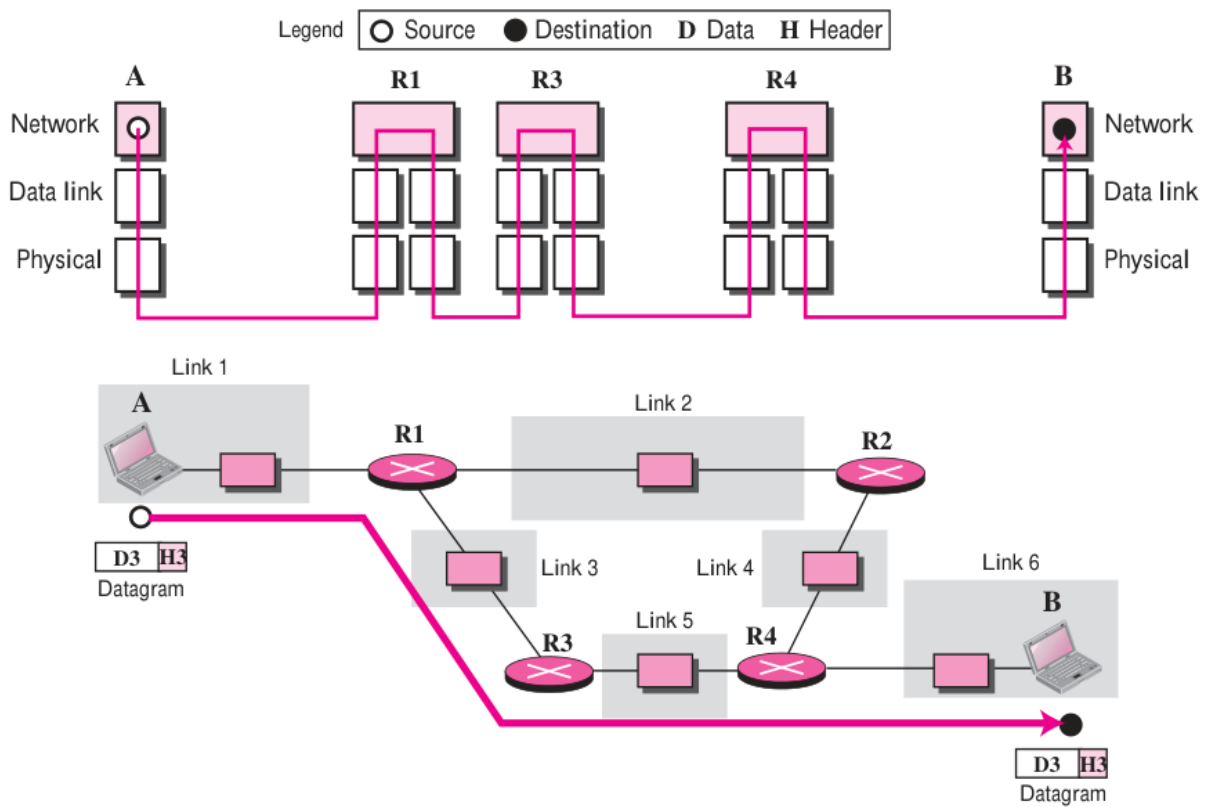 Legend Source Destination D Data H Header
A R1 R3 R4 B
Network Network
Data link Data link
Physical Physical
Link 1
A
Link 2
R1
R2
Link 3
Link 4
Link 6
D3 H3
Datagram
B
Link 5
R3
R4
D3 H3
Datagram